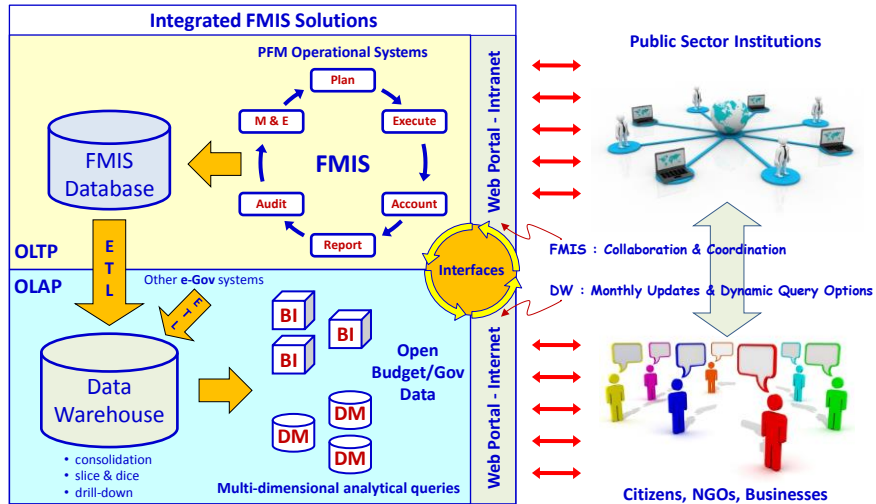 Integrated FMIS Solutions
PFM Operational Systems
Plan
Execute
Account
Report
Audit
M & E
FMIS
FMIS
Database
OLTP
ETL
OLAP
Other e-Gov systems
ETL
Data
Warehouse
• consolidation
• slice & dice
• drill-down
BI
BI
BI
DM
DM
DM
Open
Budget/Gov
Data
Multi-dimensional analytical queries
Web Portal - Intranet
Interfaces
Web Portal - Internet
Public Sector Institutions
FMIS : Collaboration & Coordination
DW : Monthly Updates & Dynamic Query Options
Citizens, NGOs, Businesses